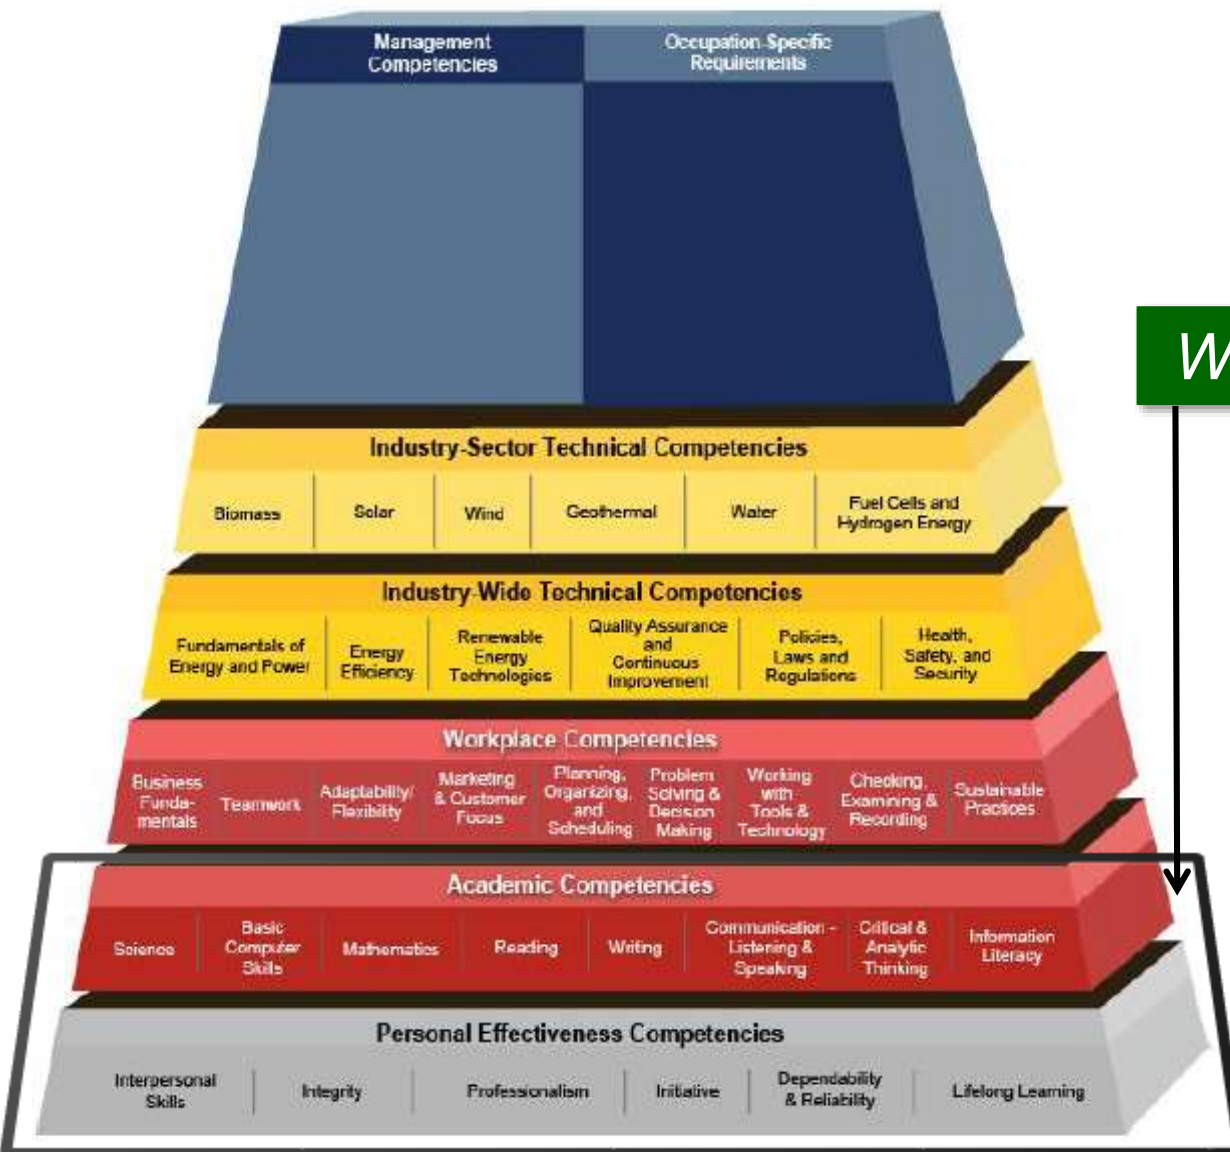 Management
Competencies
Occupation-Specific
Requirements
W
Industry-Sector Technical Competencies
Biomass
Solar
Wind
Geothermal
Water
Fuel Cells and
Hydrogen Energy
Industry-Wide Technical Competencies
Fundamentals of
Energy and Power
Energy
Efficiency
Renewable
Energy
Technologies
Quality Assurance
and
Continuous
Improvement
Policies,
Laws and
Regulations
Health,
Safety, and
Security
Workplace Competencies
Business
Funda-
mentals
Teamwork
Adaptability/
Flexibility
Marketing
& Customer
Focus
Planning,
Organizing,
and
Scheduling
Problem
Solving &
Decision
Making
Working
with
Tools &
Technology
Checking,
Examining &
Recording
Sustainable
Practices
Academic Competencies
Science
Basic
Computer
Skills
Mathematics
Reading
Writing
Communication -
Listening &
Speaking
Critical &
Analytic
Thinking
Information
Literacy
Personal Effectiveness Competencies
Interpersonal
Skills
Integrity
Professionalism
Initiative
Dependability
& Reliability
Lifelong Learning